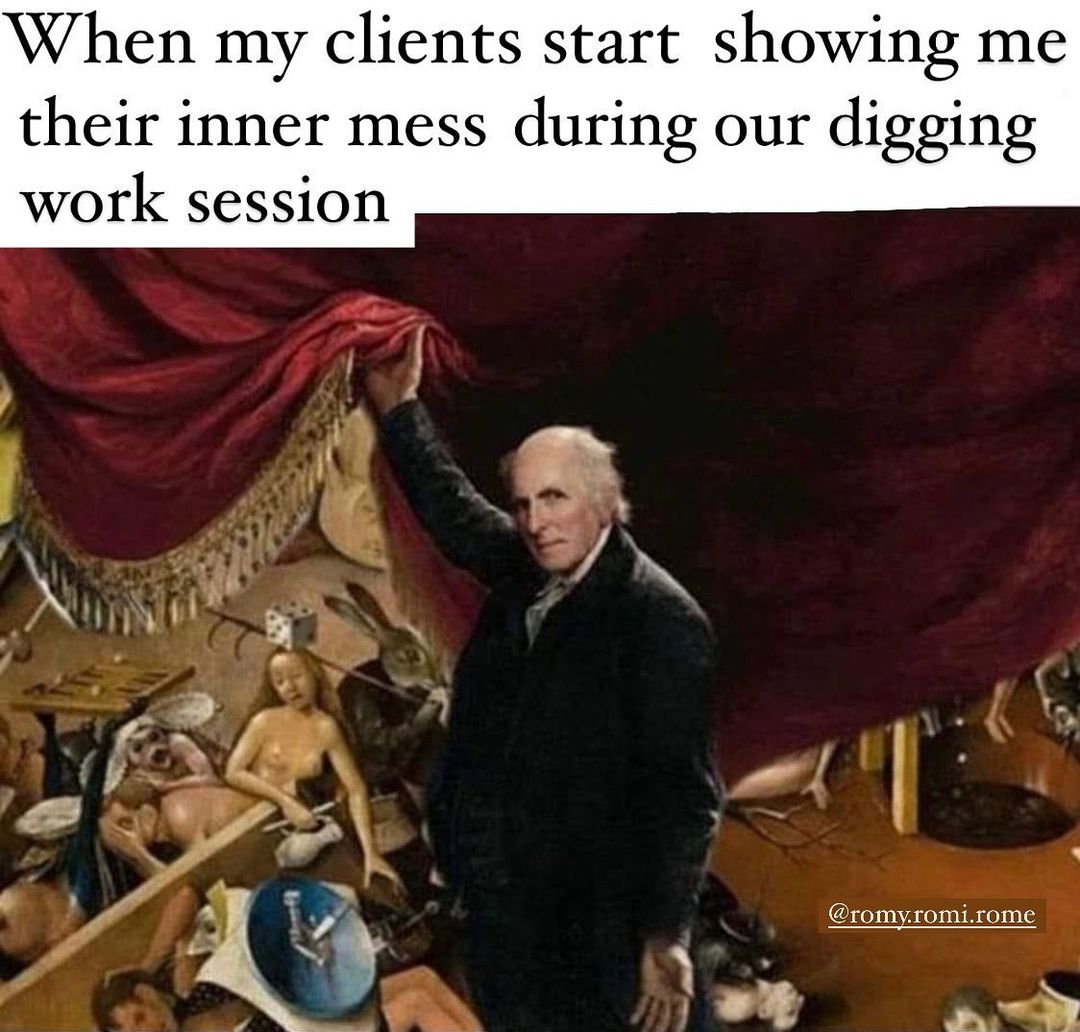 When my clients start showing me
their inner mess during our digging
work session
@romy.romi.rome